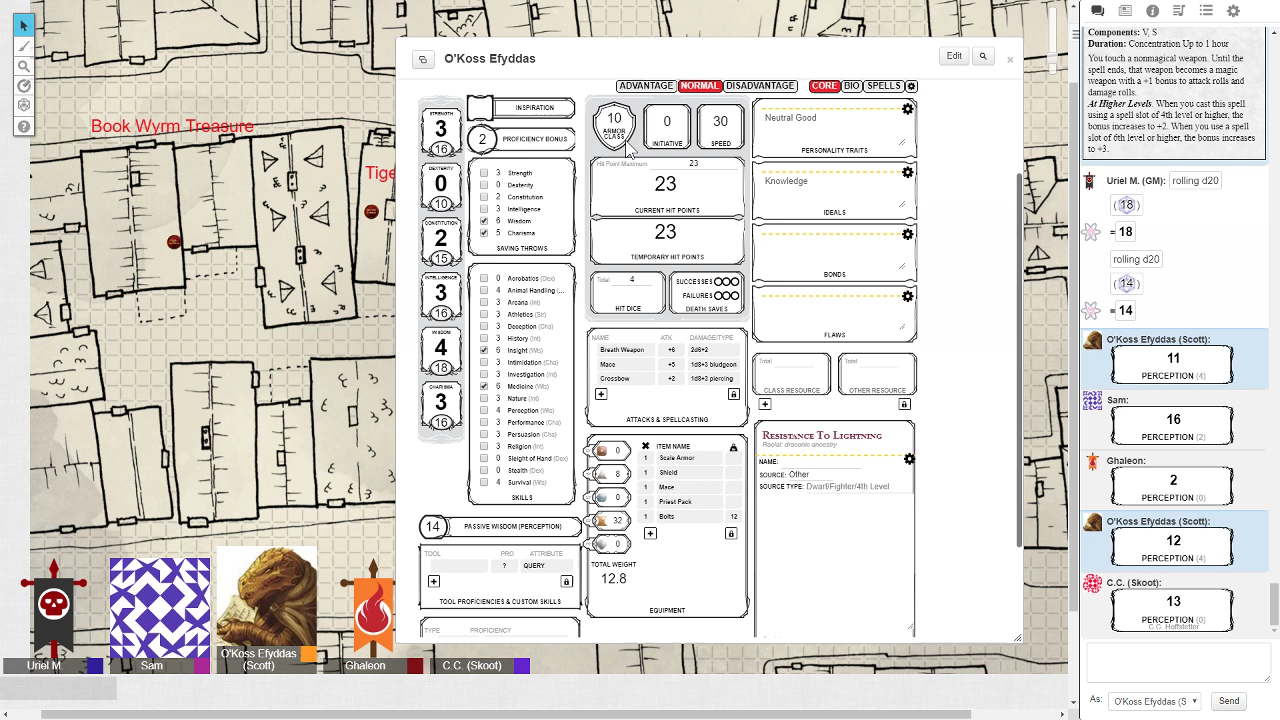 Book Wyrm Treasure
Tige
O'Koss Efyddas
Edit
ADVANTAGE NORMAL DISADVANTAGE CORE BIO SPELLS
STRENGTH
3
16
DEXTERITY
0
10
CONSTITUTION
2
15
INTELLIGENCE
3
16
WISDOM
4
18
CHARISMA
3
16
INSPIRATION
2 PROFICIENCY BONUS
3 Strength
0 Dexterity
2 Constitution
3 Intelligence
6 Wisdom
5 Charisma
SAVING THROWS
0 Acrobatics (Dex)
4 Animal Handling (...
3 Arcana (Int)
3 Athletics (Str)
3 Deception (Cha)
3 History (Int)
6 Insight (Wis)
3 Intimidation (Cha)
3 Investigation (Int)
6 Medicine (Wis)
3 Nature (Int)
4 Perception (Wis)
3 Performance (Cha)
3 Persuasion (Cha)
3 Religion (Int)
0 Sleight of Hand (Dex)
0 Stealth (Dex)
4 Survival (Wis)
SKILLS
14 PASSIVE WISDOM (PERCEPTION)
TOOL PRO ATTRIBUTE
? QUERY
TOOL PROFICIENCIES & CUSTOM SKILLS
TYPE PROFICIENCY
10
ARMOR
CLASS
0
INITIATIVE
30
SPEED
Hit Point Maximum 23
23
CURRENT HIT POINTS
23
TEMPORARY HIT POINTS
Total 4
HIT DICE
SUCCESSES
FAILURES
DEATH SAVES
NAME ATK DAMAGE/TYPE
Breath Weapon +6 2d6+2
Mace +5 1d8+3 bludgeon
Crossbow +2 1d8+3 piercing
ATTACKS & SPELLCASTING
ITEM NAME
0
8
0
32
0
1 Scale Armor
1 Shield
1 Mace
1 Priest Pack
1 Bolts 12
TOTAL WEIGHT
12.8
EQUIPMENT
Neutral Good
PERSONALITY TRAITS
Knowledge
IDEALS
BONDS
FLAWS
Total
CLASS RESOURCE
Total
OTHER RESOURCE
RESISTANCE TO LIGHTNING
Racial: draconic ancestry
NAME:
SOURCE: Other
SOURCE TYPE: Dwarf/Fighter/4th Level
Uriel M.
Sam
O'Koss Efyddas
(Scott)
Ghaleon
C.C. (Skoot)
Components: V, S
Duration: Concentration Up to 1 hour
You touch a nonmagical weapon. Until the
spell ends, that weapon becomes a magic
weapon with a +1 bonus to attack rolls and
damage rolls.
At Higher Levels. When you cast this spell
using a spell slot of 4th level or higher, the
bonus increases to +2. When you use a spell
slot of 6th level or higher, the bonus increases
to +3.
Uriel M. (GM): rolling d20
(18)
= 18
rolling d20
(14)
= 14
O'Koss Efyddas (Scott):
11
PERCEPTION (4)
Sam:
16
PERCEPTION (2)
Ghaleon:
2
PERCEPTION (0)
O'Koss Efyddas (Scott):
12
PERCEPTION (4)
C.C. (Skoot):
13
PERCEPTION (0)
C.C. Hoffstetter
As: O'Koss Efyddas (S
Send